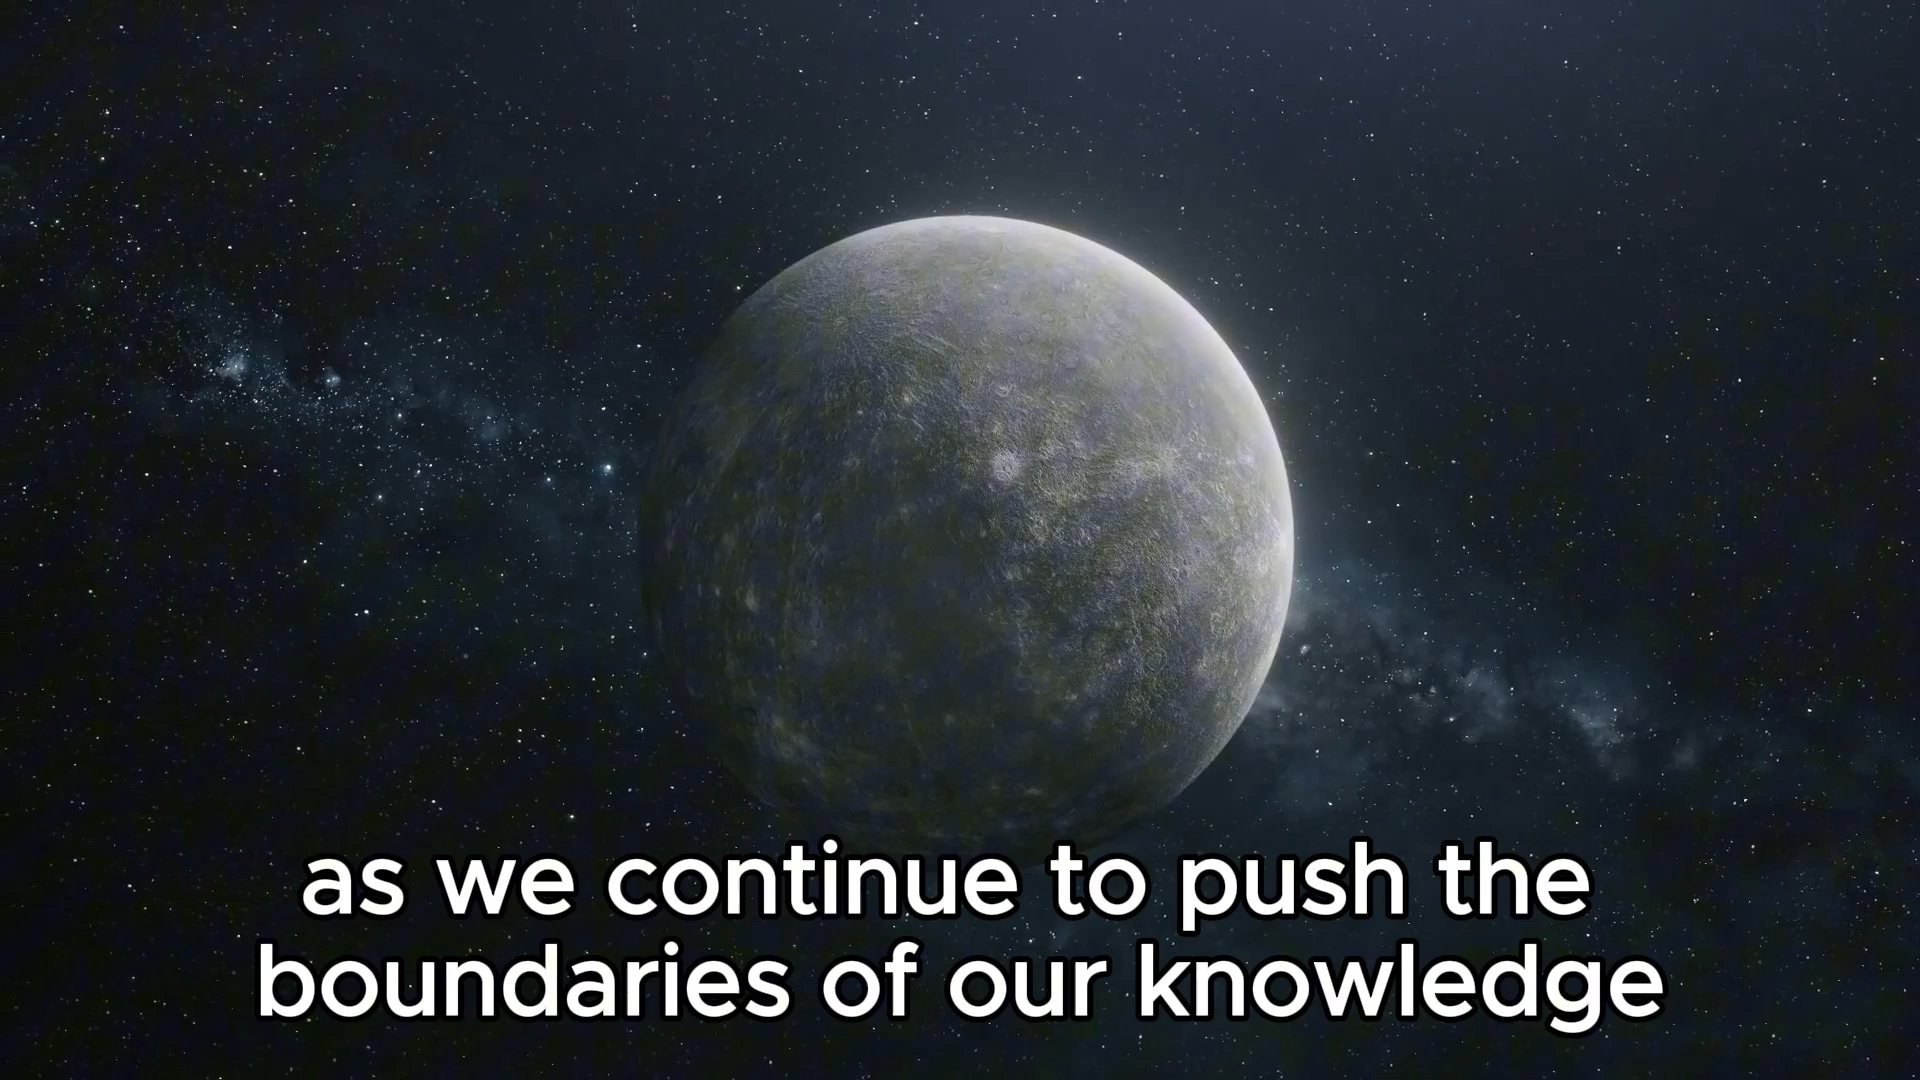 as we continue to push the
boundaries of our knowledge